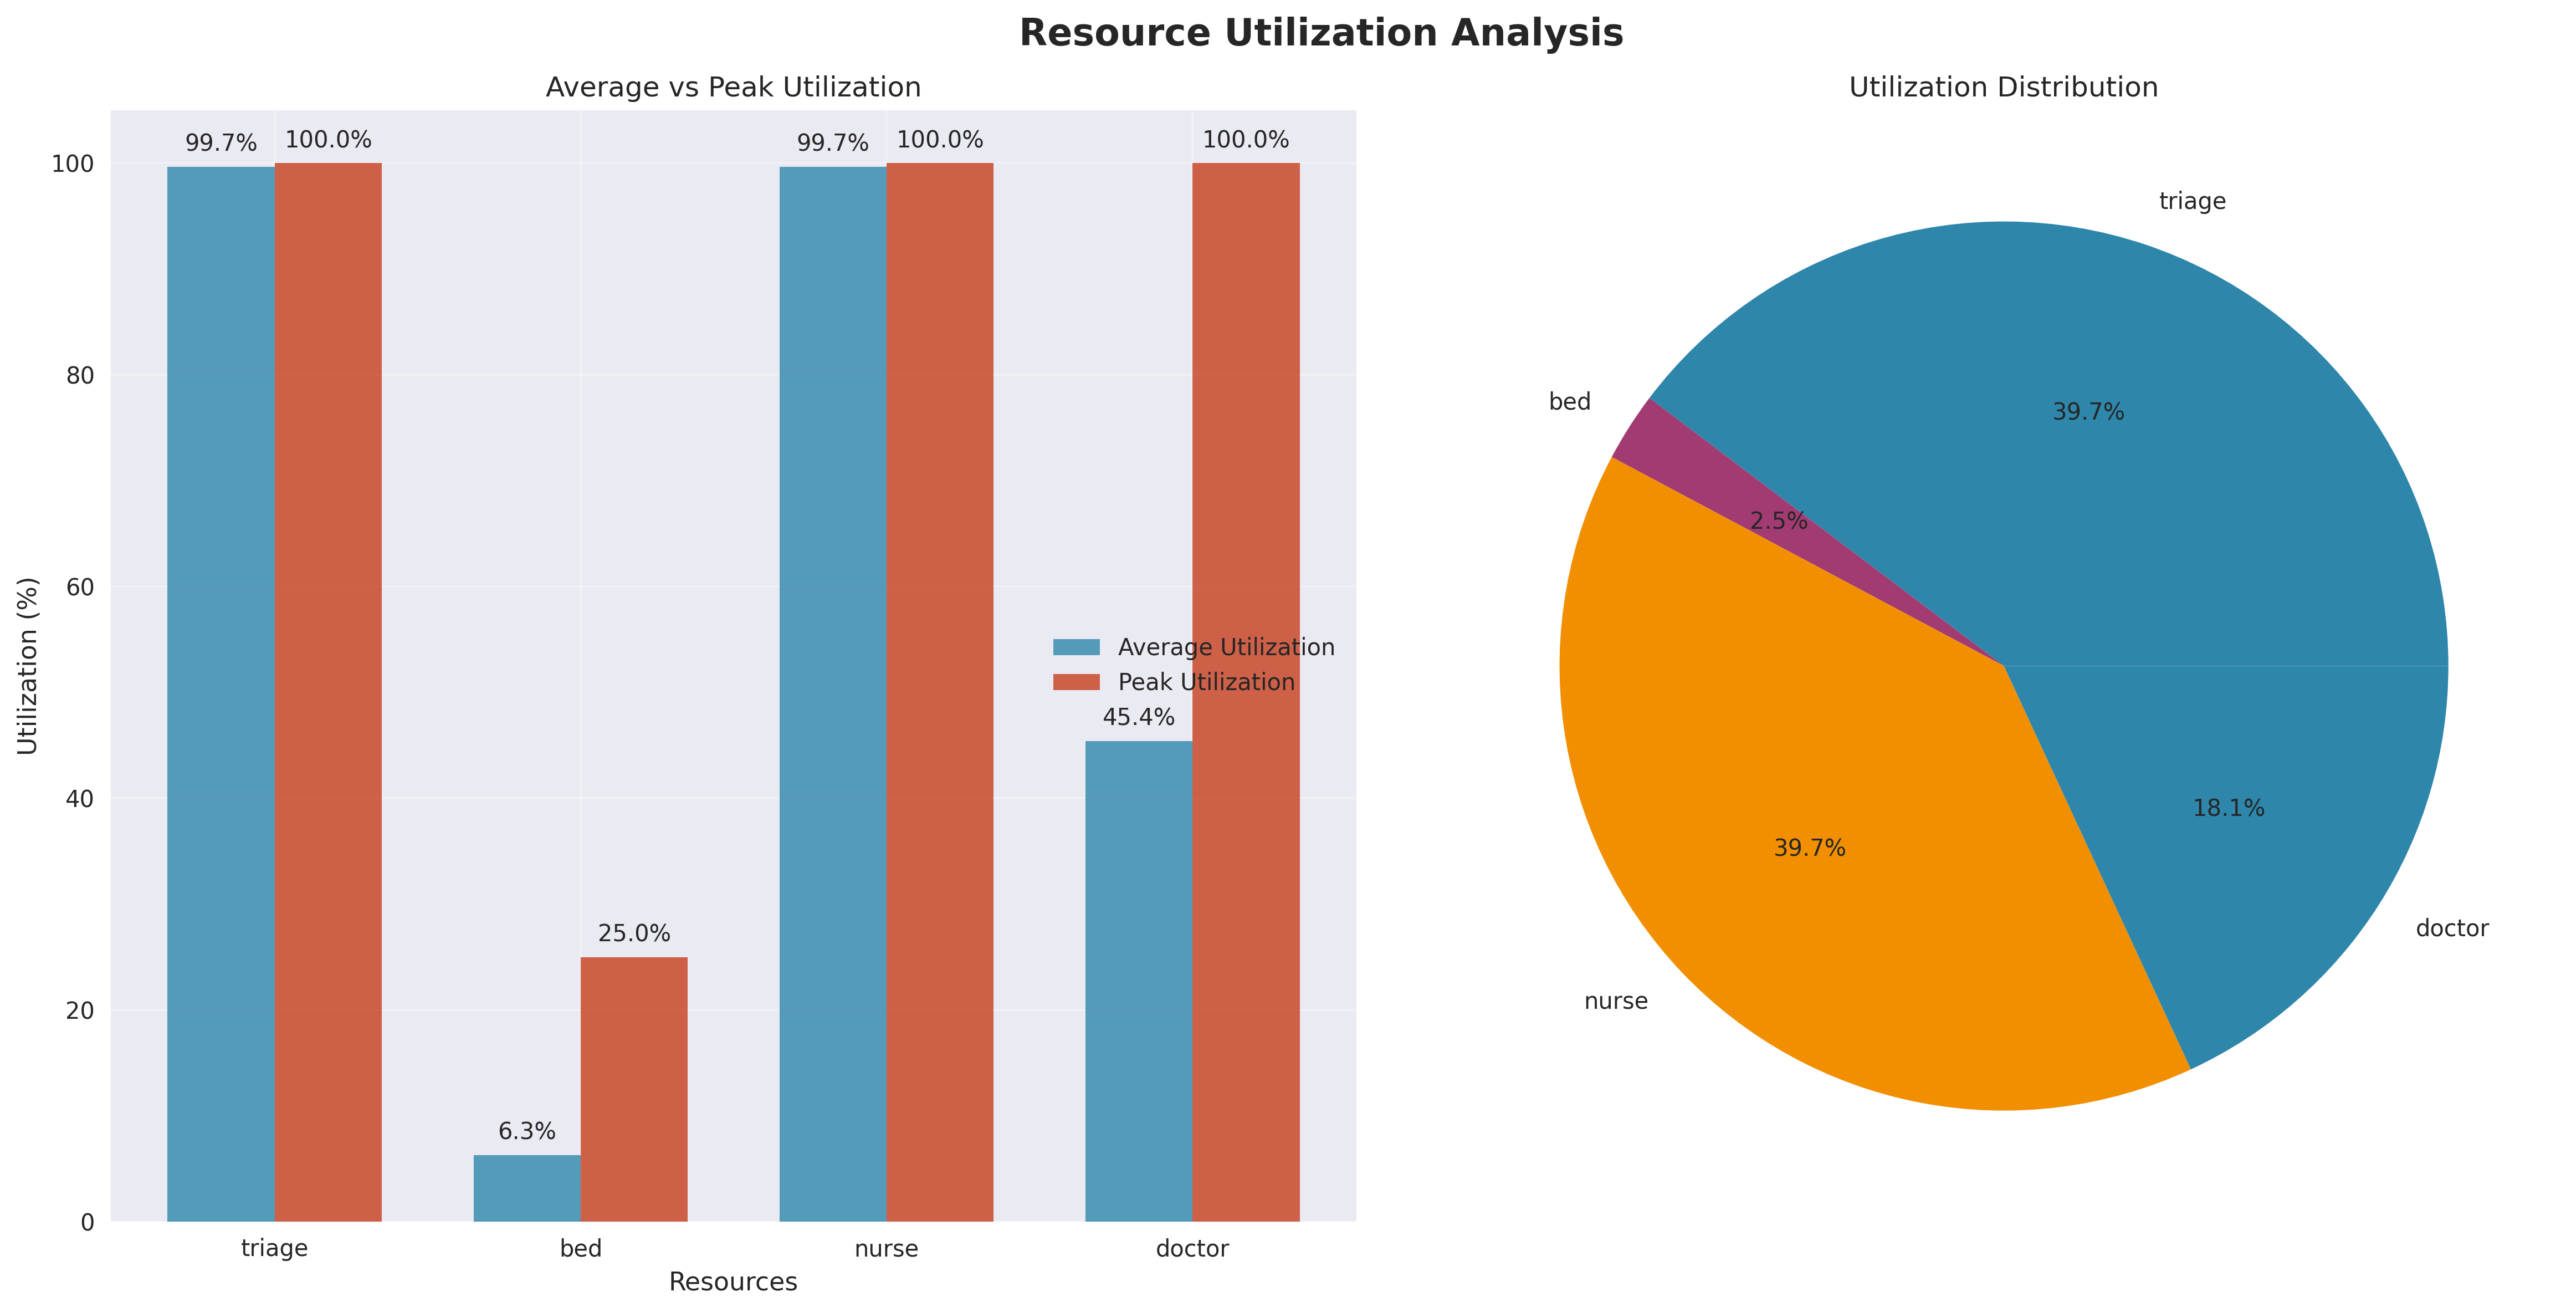 Resource Utilization Analysis
Average vs Peak Utilization
99.7%
100.0%
99.7%
100.0%
100.0%
100
80
60
40
20
0
Utilization (%)
Average Utilization
Peak Utilization
45.4%
25.0%
6.3%
triage
bed
nurse
doctor
Resources
Utilization Distribution
triage
39.7%
bed
2.5%
18.1%
39.7%
doctor
nurse